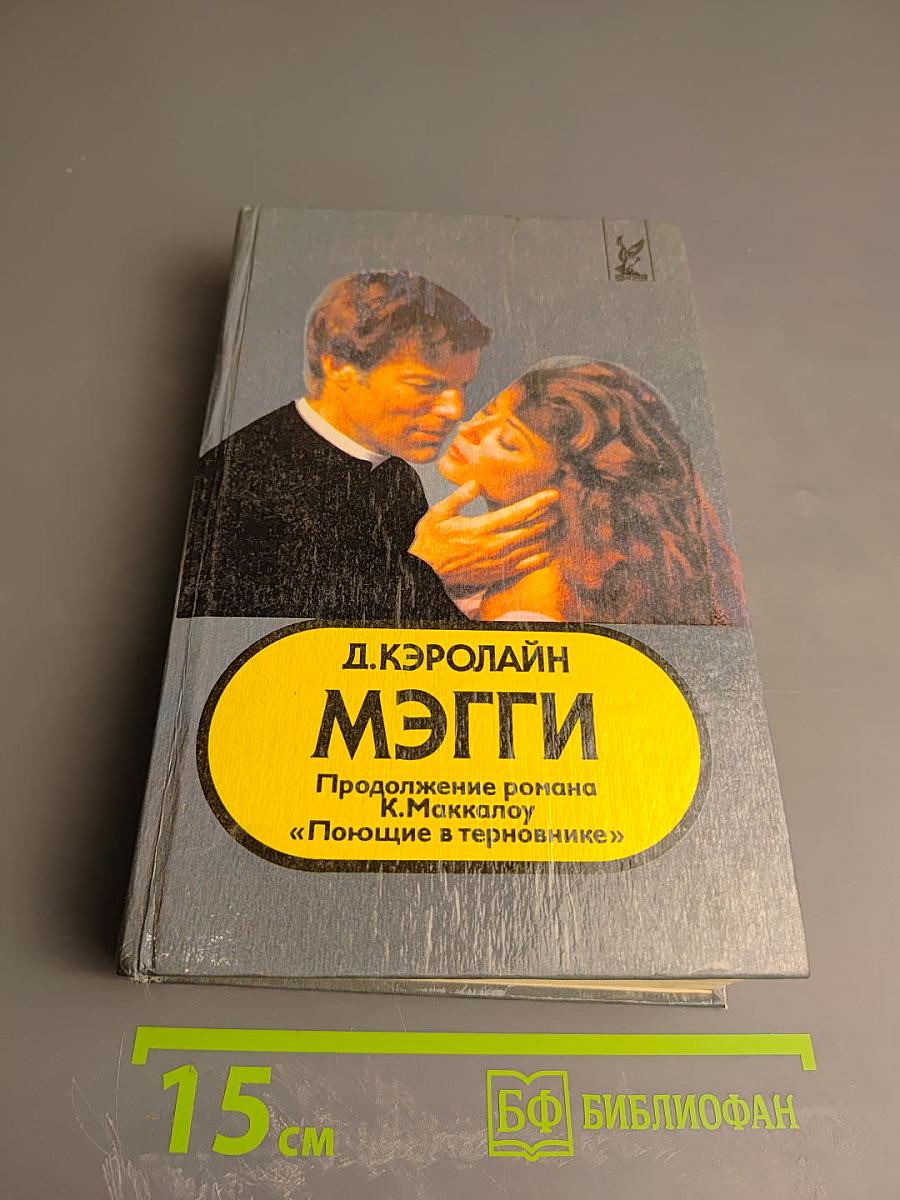 Д.КЭРОЛАЙН
МЭГГИ
Продолжение романа
К.Маккалоу
«Поющие в терновнике»
15 см
БФ БИБЛИОФАН